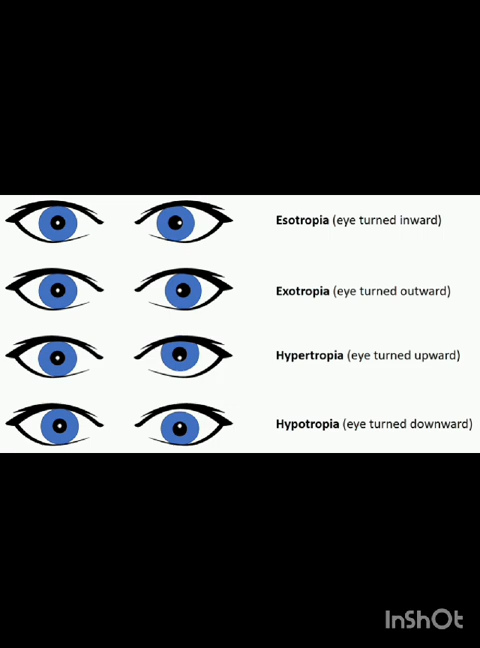 Esotropia (eye turned inward)
Exotropia (eye turned outward)
Hypertropia (eye turned upward)
Hypotropia (eye turned downward)
InShOt